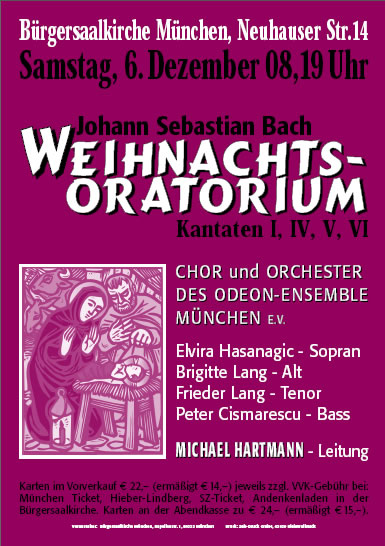 Bürgersaalkirche München, Neuhauser Str.14
Samstag, 6. Dezember 08, 19 Uhr
Johann Sebastian Bach
WEIHNACHTS-
ORATORIUM
Kantaten I, IV, V, VI
CHOR und ORCHESTER
DES ODEON-ENSEMBLE
MÜNCHEN E.V.
Elvira Hasanagic - Sopran
Brigitte Lang - Alt
Frieder Lang - Tenor
Peter Cismarescu - Bass
MICHAEL HARTMANN - Leitung
Karten im Vorverkauf € 22,– (ermäßigt € 14,–) jeweils zzgl. VVK-Gebühr bei:
München Ticket, Hieber-Lindberg, SZ-Ticket, Andenkenladen in der
Bürgersaalkirche. Karten an der Abendkasse zu € 24,– (ermäßigt € 15,–).